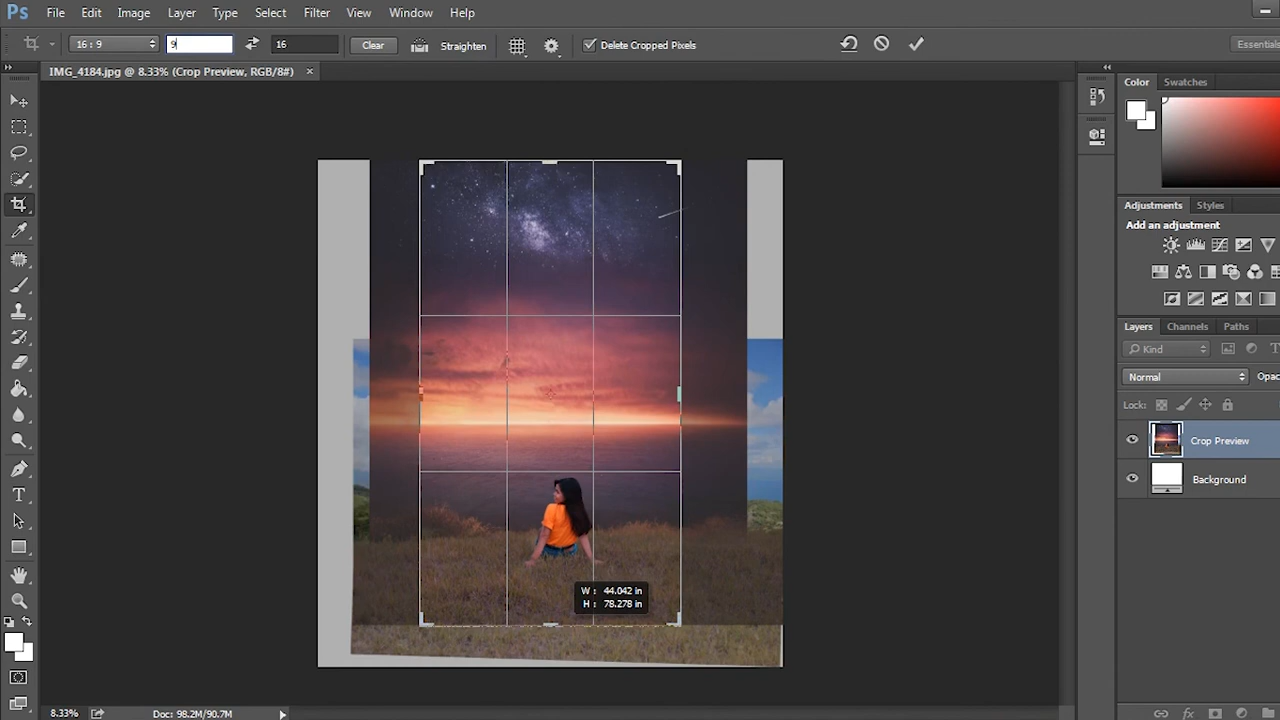 Ps File Edit Image Layer Type Select Filter View Window Help
16 : 9 9 16 Clear Straighten Delete Cropped Pixels Essentials
IMG_4184.jpg @ 8.33% (Crop Preview, RGB/8#) ×
Color Swatches
Adjustments Styles
Add an adjustment
Layers Channels Paths
Kind
Normal Opac
Lock:
Crop Preview
Background
W : 44.042 in
H : 78.278 in
8.33% Doc: 98.2M/90.7M